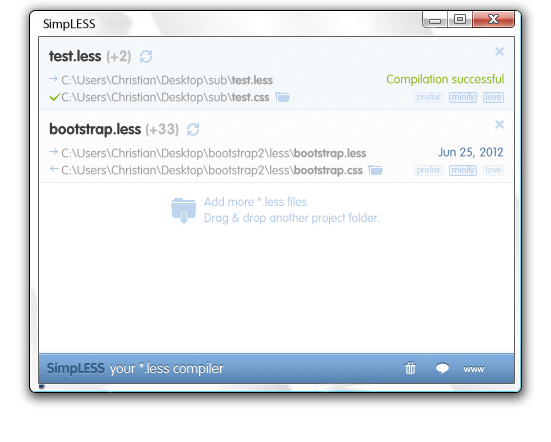 SimpLESS
test.less (+2)
C:\Users\Christian\Desktop\sub\test.less
Compilation successful
C:\Users\Christian\Desktop\sub\test.css
prefixr minify love
bootstrap.less (+33)
C:\Users\Christian\Desktop\bootstrap2\less\bootstrap.less
Jun 25, 2012
C:\Users\Christian\Desktop\bootstrap2\less\bootstrap.css
prefixr minify love
Add more *.less files.
Drag & drop another project folder.
SimpLESS your *.less compiler
www